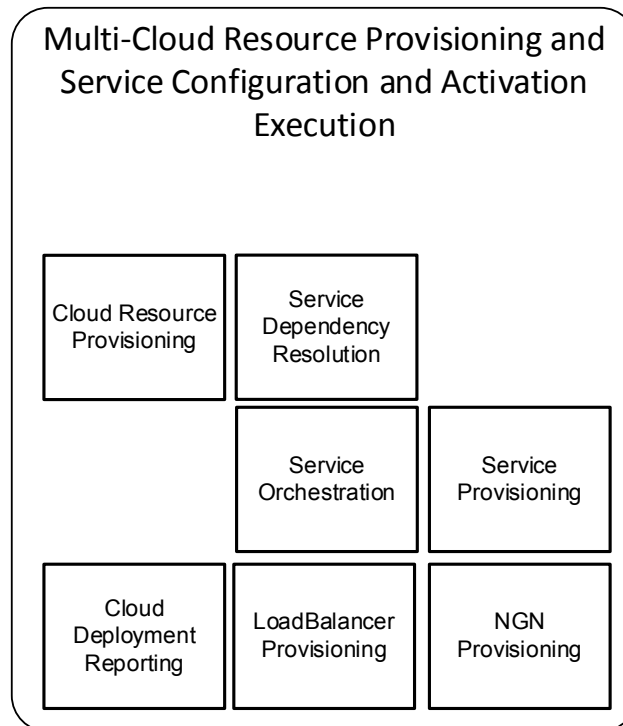 Multi-Cloud Resource Provisioning and
Service Configuration and Activation
Execution
Cloud Resource
Provisioning
Service
Dependency
Resolution
Service
Orchestration
Service
Provisioning
Cloud
Deployment
Reporting
LoadBalancer
Provisioning
NGN
Provisioning